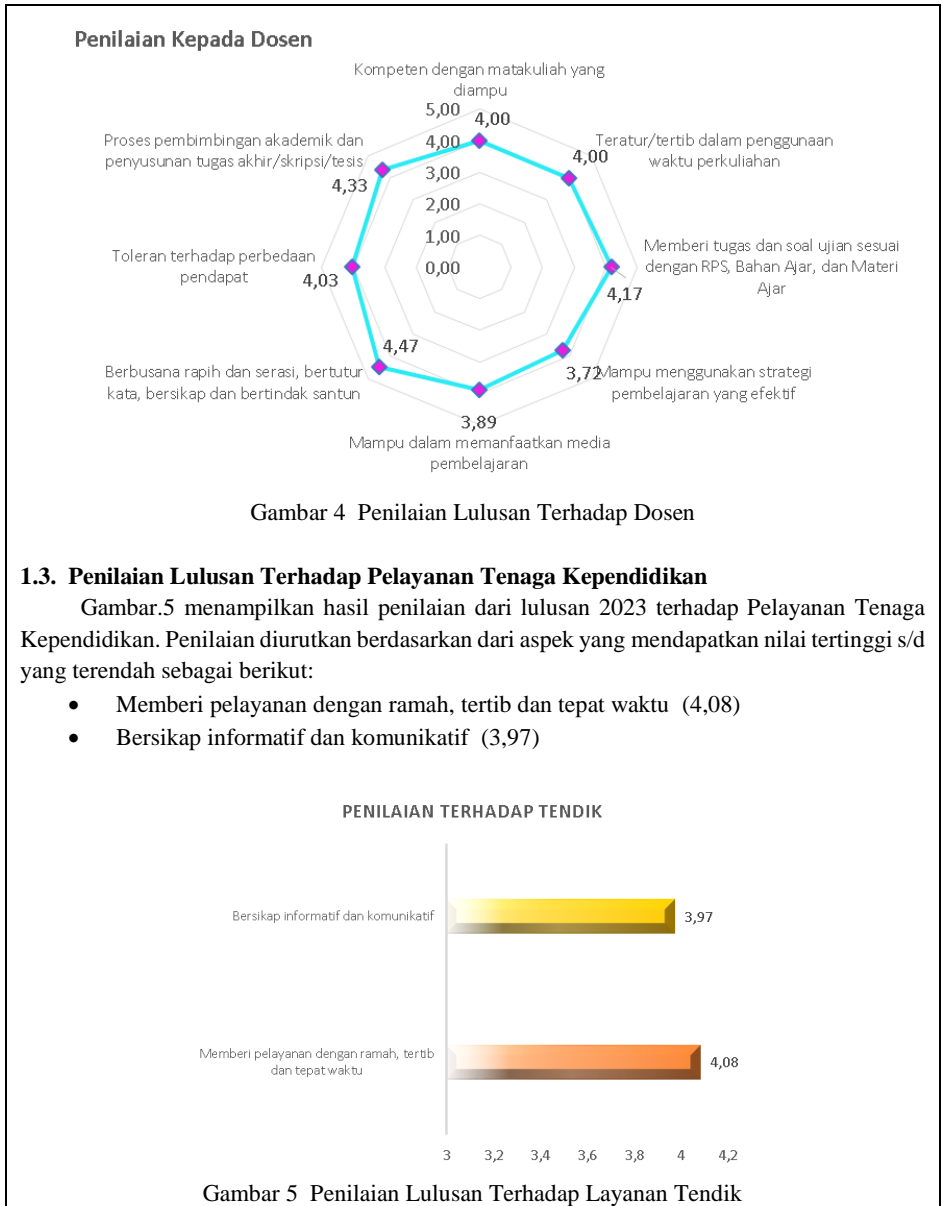 Penilaian Kepada Dosen
Kompeten dengan matakuliah yang
diampu
5,00
4,00
4,00
3,00
2,00
1,00
0,00
Teratur/tertib dalam penggunaan
waktu perkuliahan
4,00
Memberi tugas dan soal ujian sesuai
dengan RPS, Bahan Ajar, dan Materi
Ajar
4,17
Mampu menggunakan strategi
pembelajaran yang efektif
3,72
3,89
Mampu dalam memanfaatkan media
pembelajaran
4,47
Berbusana rapih dan serasi, bertutur
kata, bersikap dan bertindak santun
Toleran terhadap perbedaan
pendapat
4,03
Proses pembimbingan akademik dan
penyusunan tugas akhir/skripsi/tesis
4,33
Gambar 4 Penilaian Lulusan Terhadap Dosen
1.3. Penilaian Lulusan Terhadap Pelayanan Tenaga Kependidikan
Gambar.5 menampilkan hasil penilaian dari lulusan 2023 terhadap Pelayanan Tenaga
Kependidikan. Penilaian diurutkan berdasarkan dari aspek yang mendapatkan nilai tertinggi s/d
yang terendah sebagai berikut:
• Memberi pelayanan dengan ramah, tertib dan tepat waktu (4,08)
• Bersikap informatif dan komunikatif (3,97)
PENILAIAN TERHADAP TENDIK
Bersikap informatif dan komunikatif
3,97
Memberi pelayanan dengan ramah, tertib
dan tepat waktu
4,08
3 3,2 3,4 3,6 3,8 4 4,2
Gambar 5 Penilaian Lulusan Terhadap Layanan Tendik